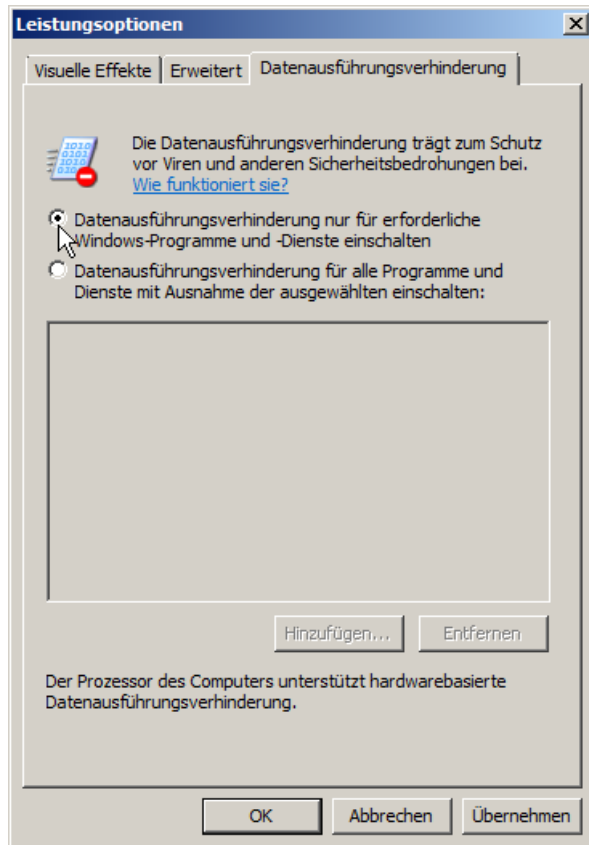 Leistungsoptionen
Visuelle Effekte Erweitert Datenausführungsverhinderung
Die Datenausführungsverhinderung trägt zum Schutz
vor Viren und anderen Sicherheitsbedrohungen bei.
Wie funktioniert sie?
Datenausführungsverhinderung nur für erforderliche
Windows-Programme und -Dienste einschalten
Datenausführungsverhinderung für alle Programme und
Dienste mit Ausnahme der ausgewählten einschalten:
Hinzufügen... Entfernen
Der Prozessor des Computers unterstützt hardwarebasierte
Datenausführungsverhinderung.
OK Abbrechen Übernehmen